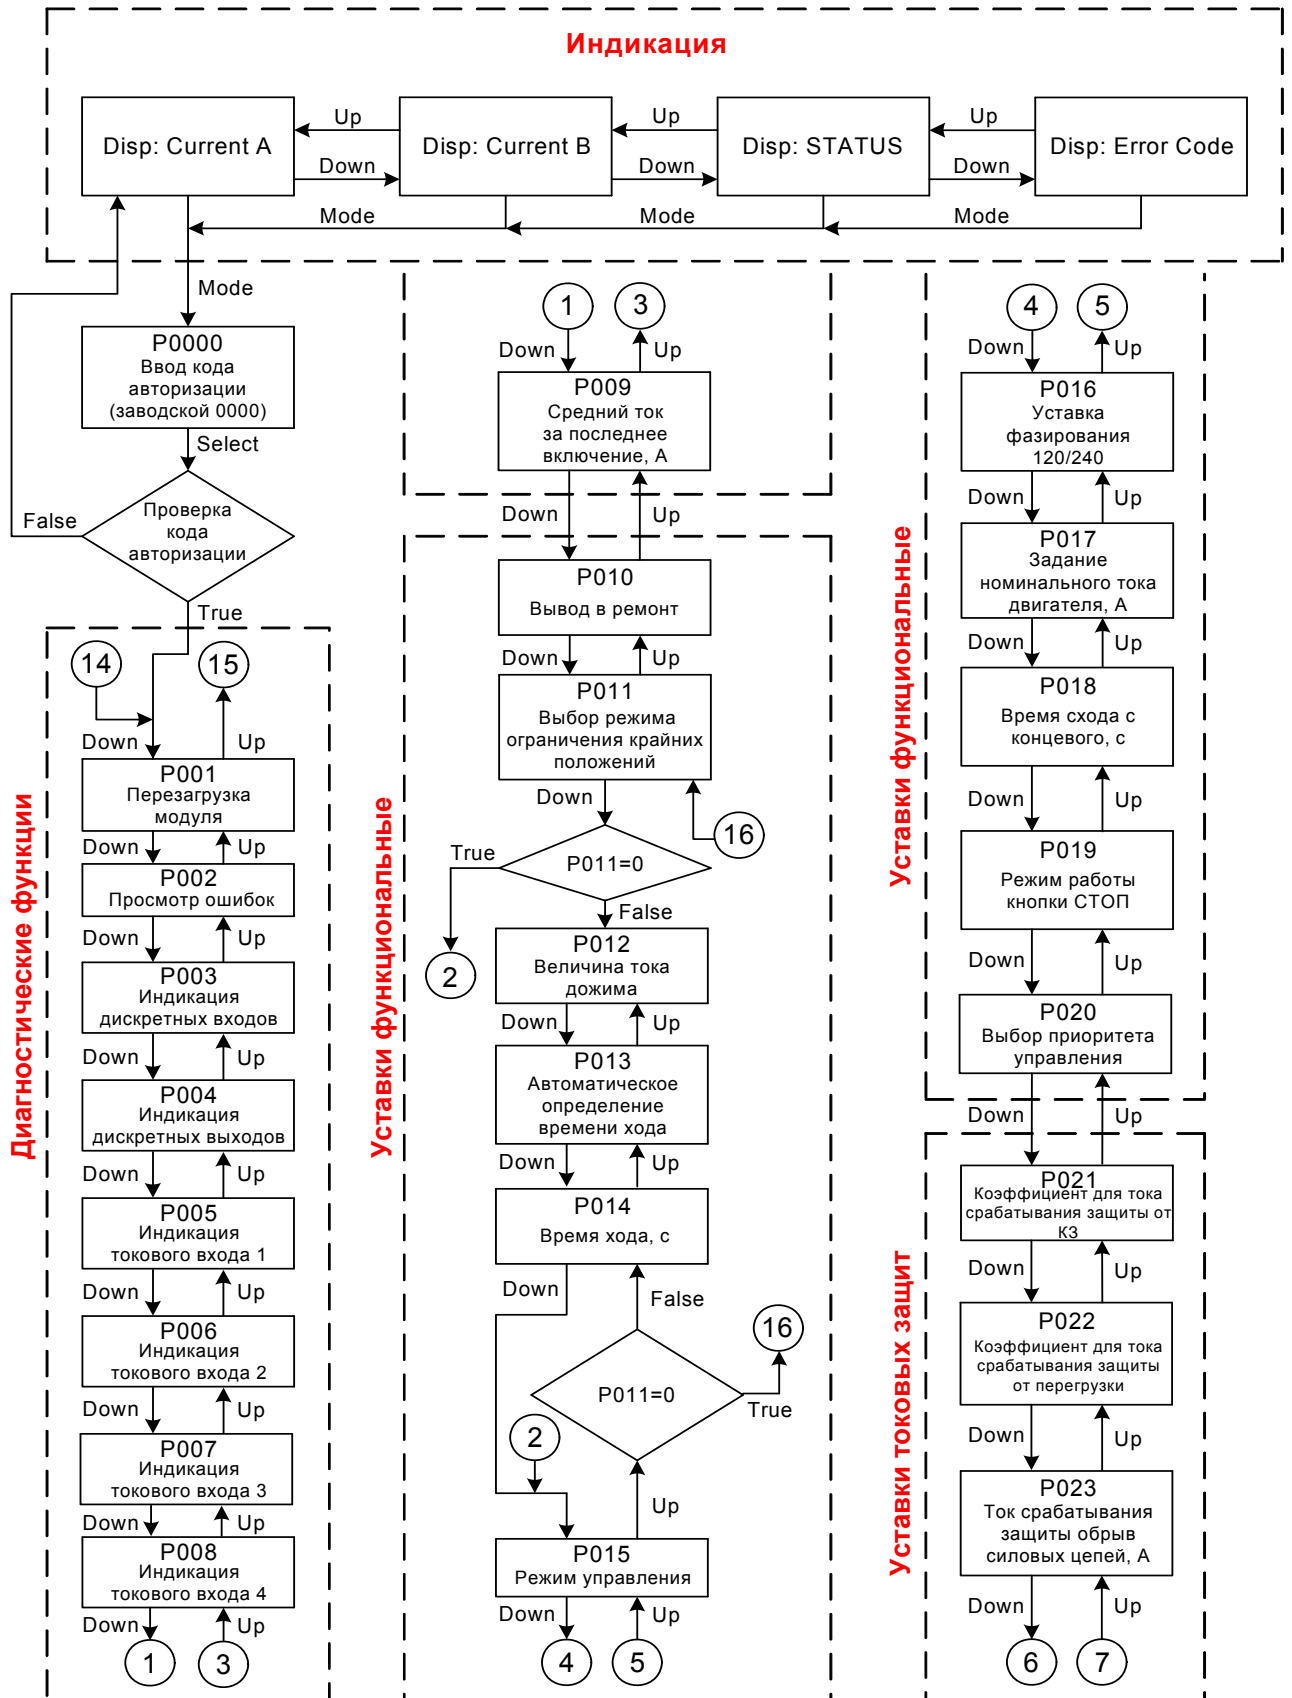 Индикация
Disp: Current A
Up
Down
Disp: Current B
Up
Down
Disp: STATUS
Up
Down
Disp: Error Code
Mode
Mode
Mode
Mode
P0000
Ввод кода
авторизации
(заводской 0000)
Select
Проверка
кода
авторизации
False
True
Диагностические функции
14
15
Down
Up
P001
Перезагрузка
модуля
Down
Up
P002
Просмотр ошибок
Down
Up
P003
Индикация
дискретных входов
Down
Up
P004
Индикация
дискретных выходов
Down
Up
P005
Индикация
токового входа 1
Down
Up
P006
Индикация
токового входа 2
Down
Up
P007
Индикация
токового входа 3
Down
Up
P008
Индикация
токового входа 4
Down
Up
1
3
1
3
Down
Up
P009
Средний ток
за последнее
включение, А
Down
Up
Уставки функциональные
P010
Вывод в ремонт
Down
Up
P011
Выбор режима
ограничения крайних
положений
Down
16
P011=0
True
False
2
P012
Величина тока
дожима
Down
Up
P013
Автоматическое
определение
времени хода
Down
Up
P014
Время хода, с
Down
False
16
P011=0
True
2
Up
P015
Режим управления
Down
Up
4
5
4
5
Down
Up
Уставки функциональные
P016
Уставка
фазирования
120/240
Down
Up
P017
Задание
номинального тока
двигателя, А
Down
Up
P018
Время схода с
концевого, с
Down
Up
P019
Режим работы
кнопки СТОП
Down
Up
P020
Выбор приоритета
управления
Down
Up
Уставки токовых защит
P021
Коэффициент для тока
срабатывания защиты от
КЗ
Down
Up
P022
Коэффициент для тока
срабатывания защиты
от перегрузки
Down
Up
P023
Ток срабатывания
защиты обрыв
силовых цепей, А
Down
Up
6
7